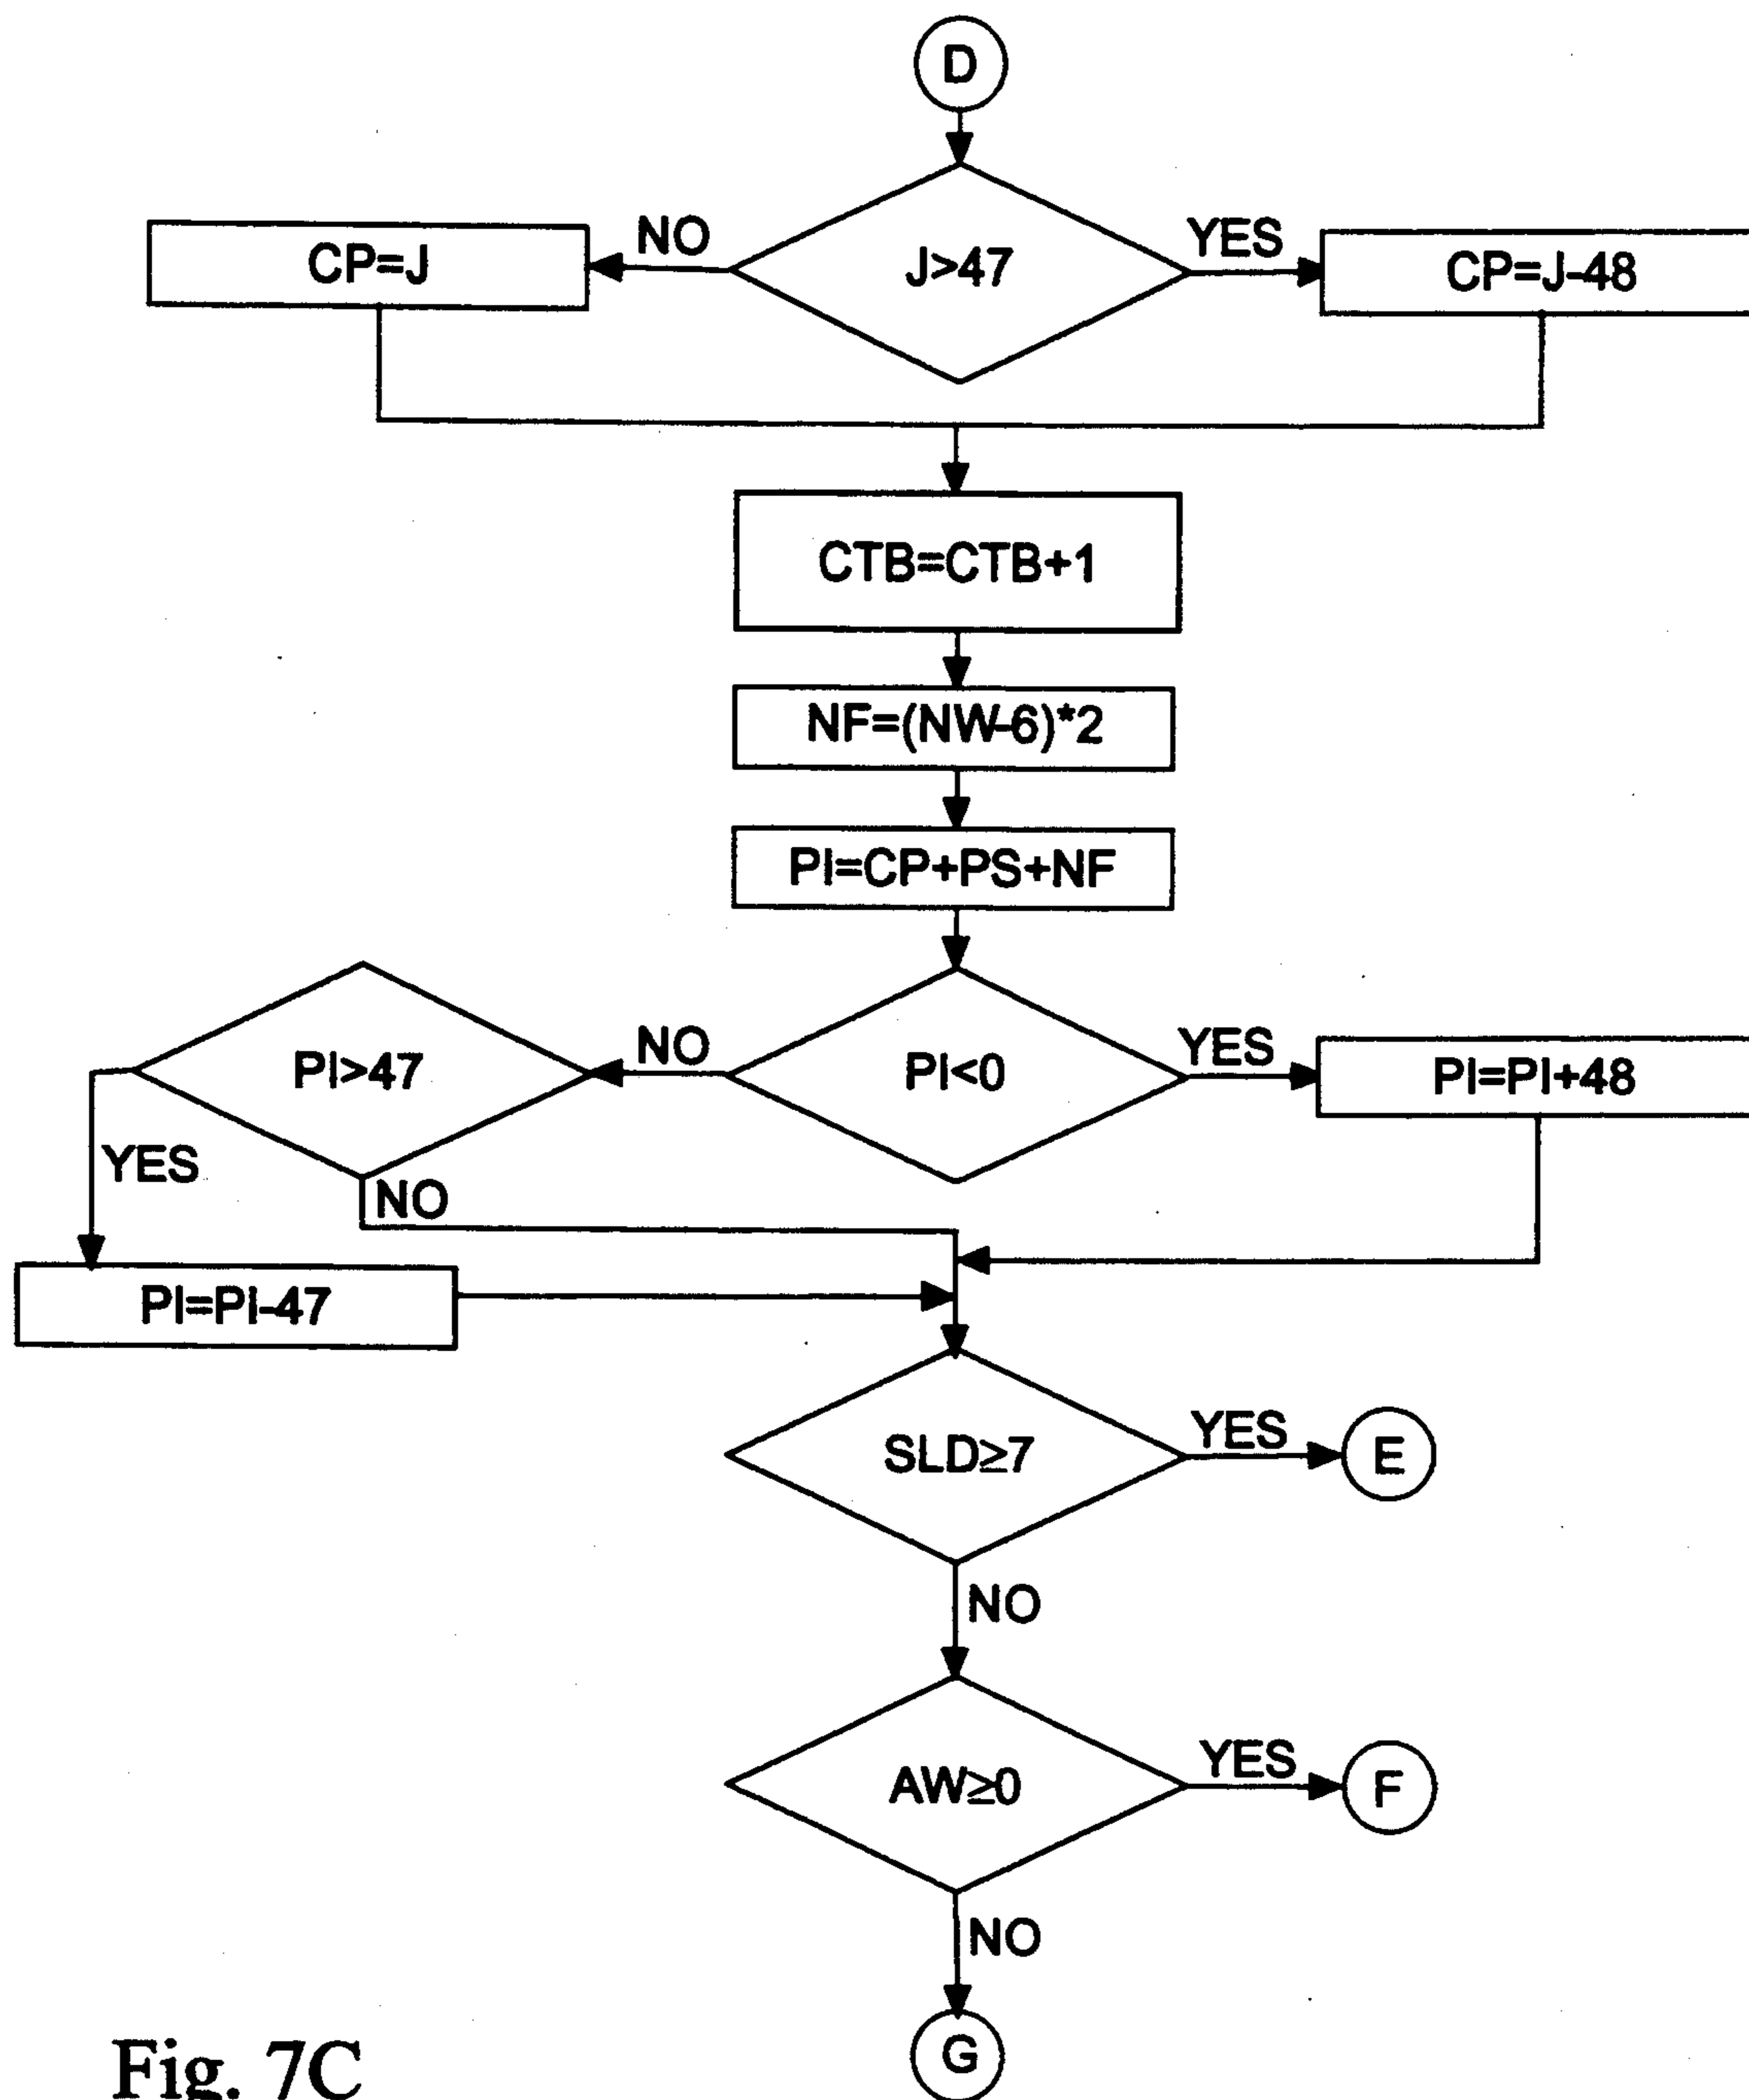 D
J>47
NO
YES
CP=J
CP=J-48
CTB=CTB+1
NF=(NW-6)*2
PI=CP+PS+NF
PI<0
NO
YES
PI>47
PI=PI+48
YES
NO
PI=PI-47
SLD≥7
YES
E
NO
AW≥0
YES
F
NO
G
Fig. 7C